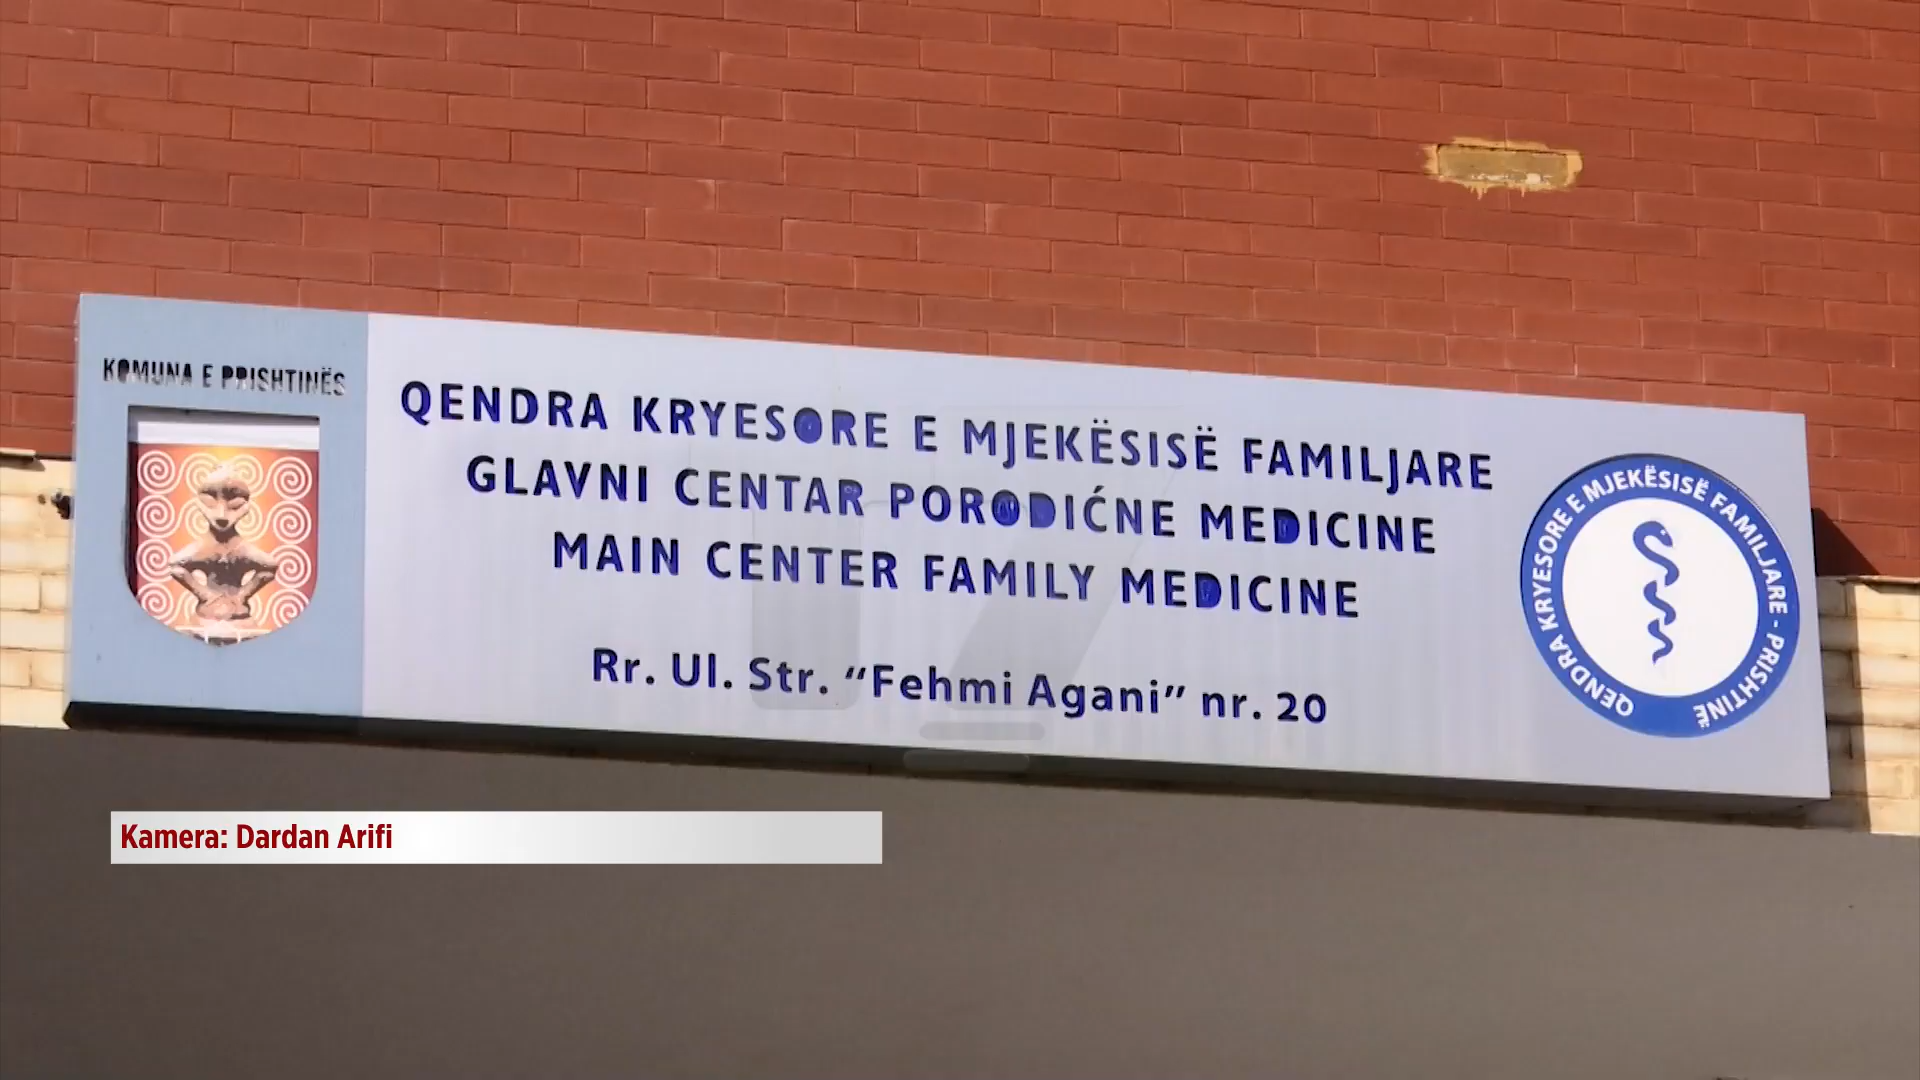 KOMUNA E PRISHTINËS
QENDRA KRYESORE E MJEKËSISË FAMILJARE
GLAVNI CENTAR PORODIĆNE MEDICINE
MAIN CENTER FAMILY MEDICINE
Rr. Ul. Str. “Fehmi Agani” nr. 20
QENDRA KRYESORE E MJEKËSISË FAMILJARE - PRISHTINË
Kamera: Dardan Arifi